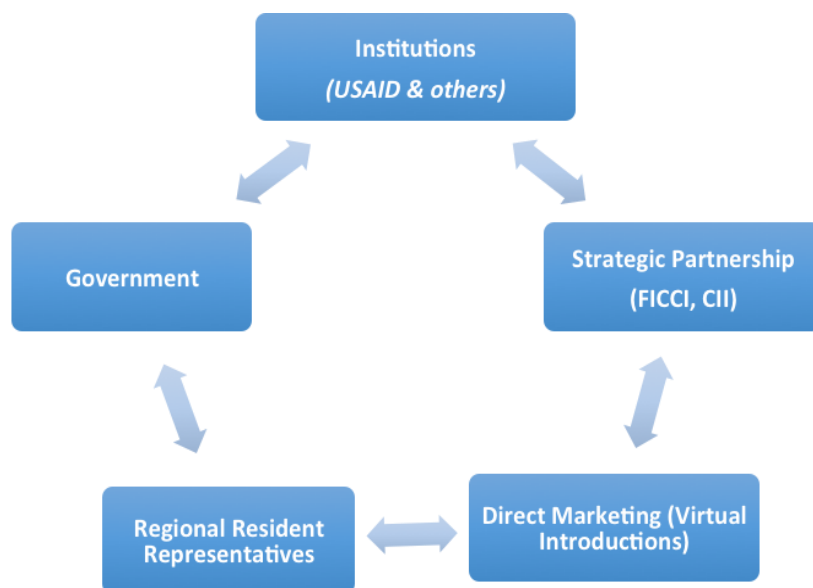 Institutions
(USAID & others)
Government
Strategic Partnership
(FICCI, CII)
Regional Resident
Representatives
Direct Marketing (Virtual
Introductions)